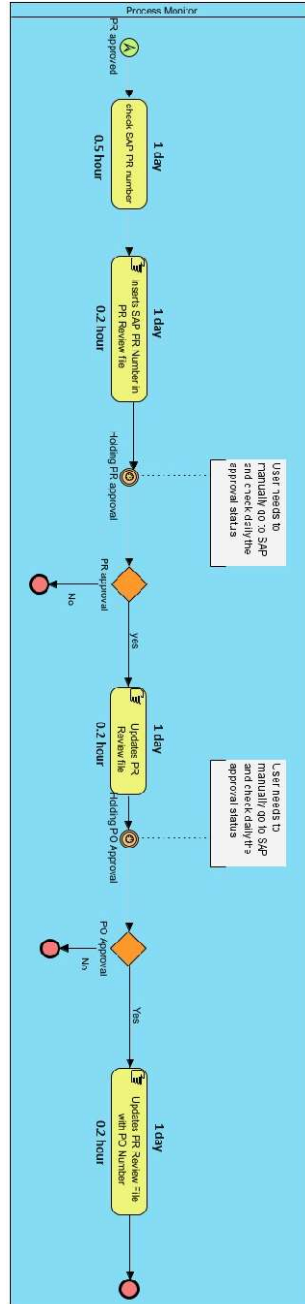 Process Monitor
PR approved
check SAP PR number
1 day
0.5 hour
Inserts SAP PR Number in
PR Review file
1 day
0.2 hour
Holding PR approval
User needs to
manually go to SAP
and check daily the
approval status
PR approval
No
yes
Updates PR
Review file
1 day
0.2 hour
Holding PO Approval
User needs to
manually go to SAP
and check daily the
approval status
PO Approval
No
Yes
Updates PR Review File
with PO Number
1 day
0.2 hour